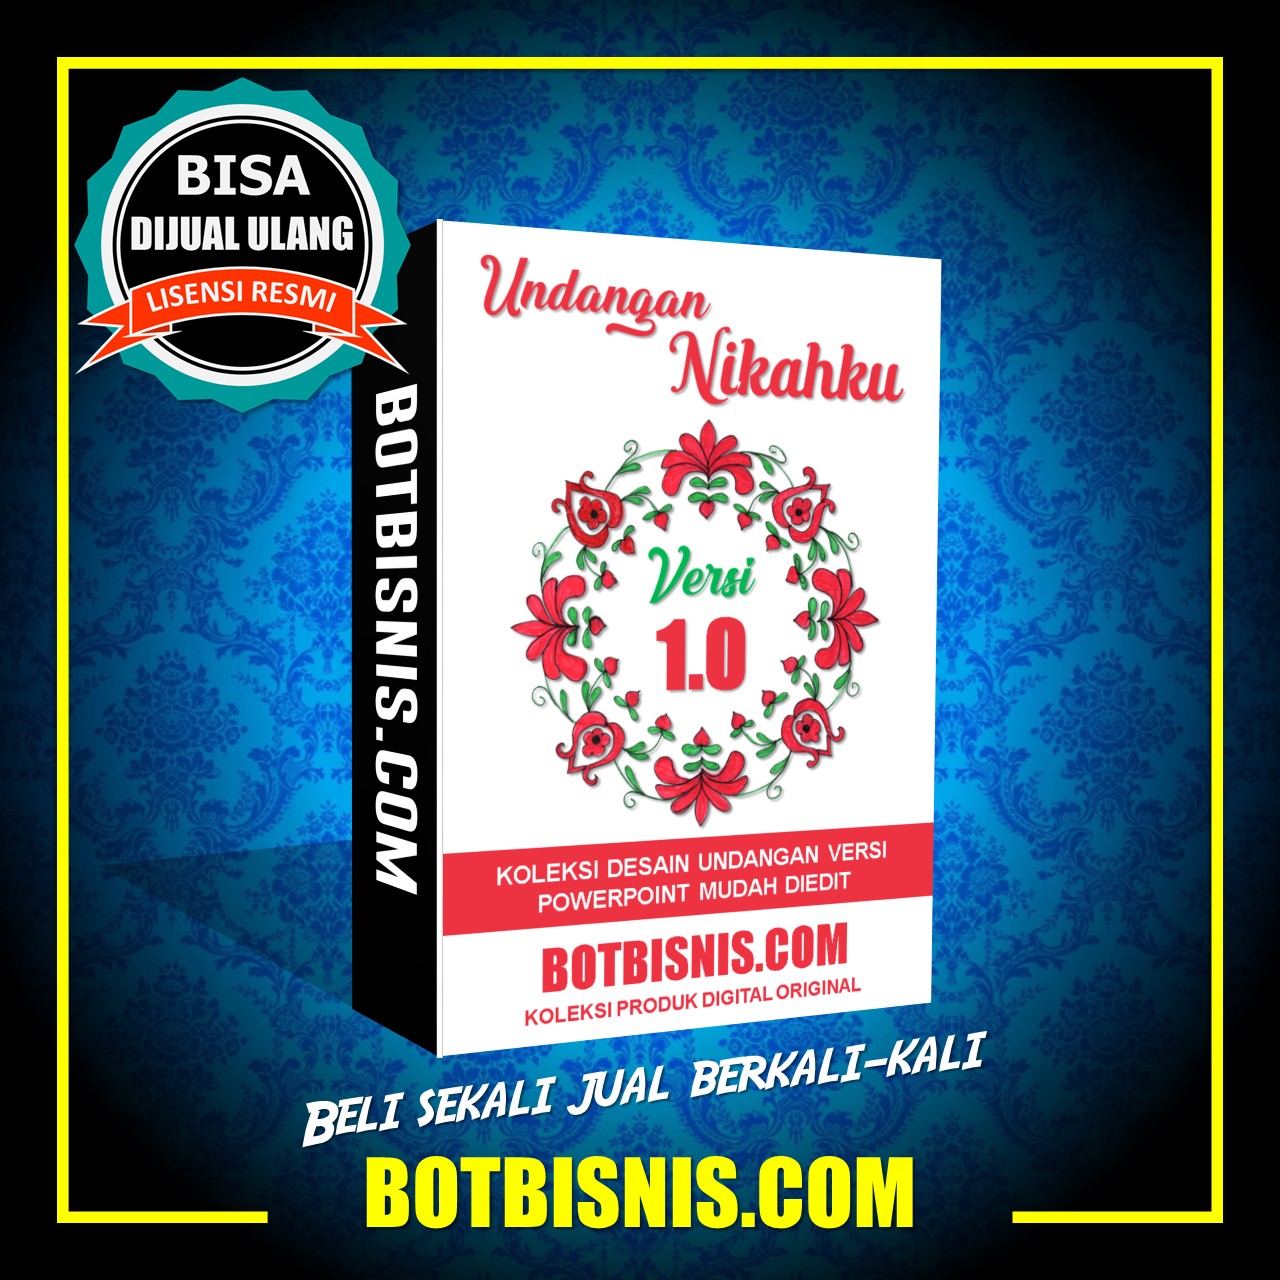 BISA
DIJUAL ULANG
LISENSI RESMI
Undangan
Nikahku
Versi
1.0
BOTBISNIS.COM
KOLEKSI DESAIN UNDANGAN VERSI
POWERPOINT MUDAH DIEDIT
BOTBISNIS.COM
KOLEKSI PRODUK DIGITAL ORIGINAL
BELI SEKALI JUAL BERKALI-KALI
BOTBISNIS.COM